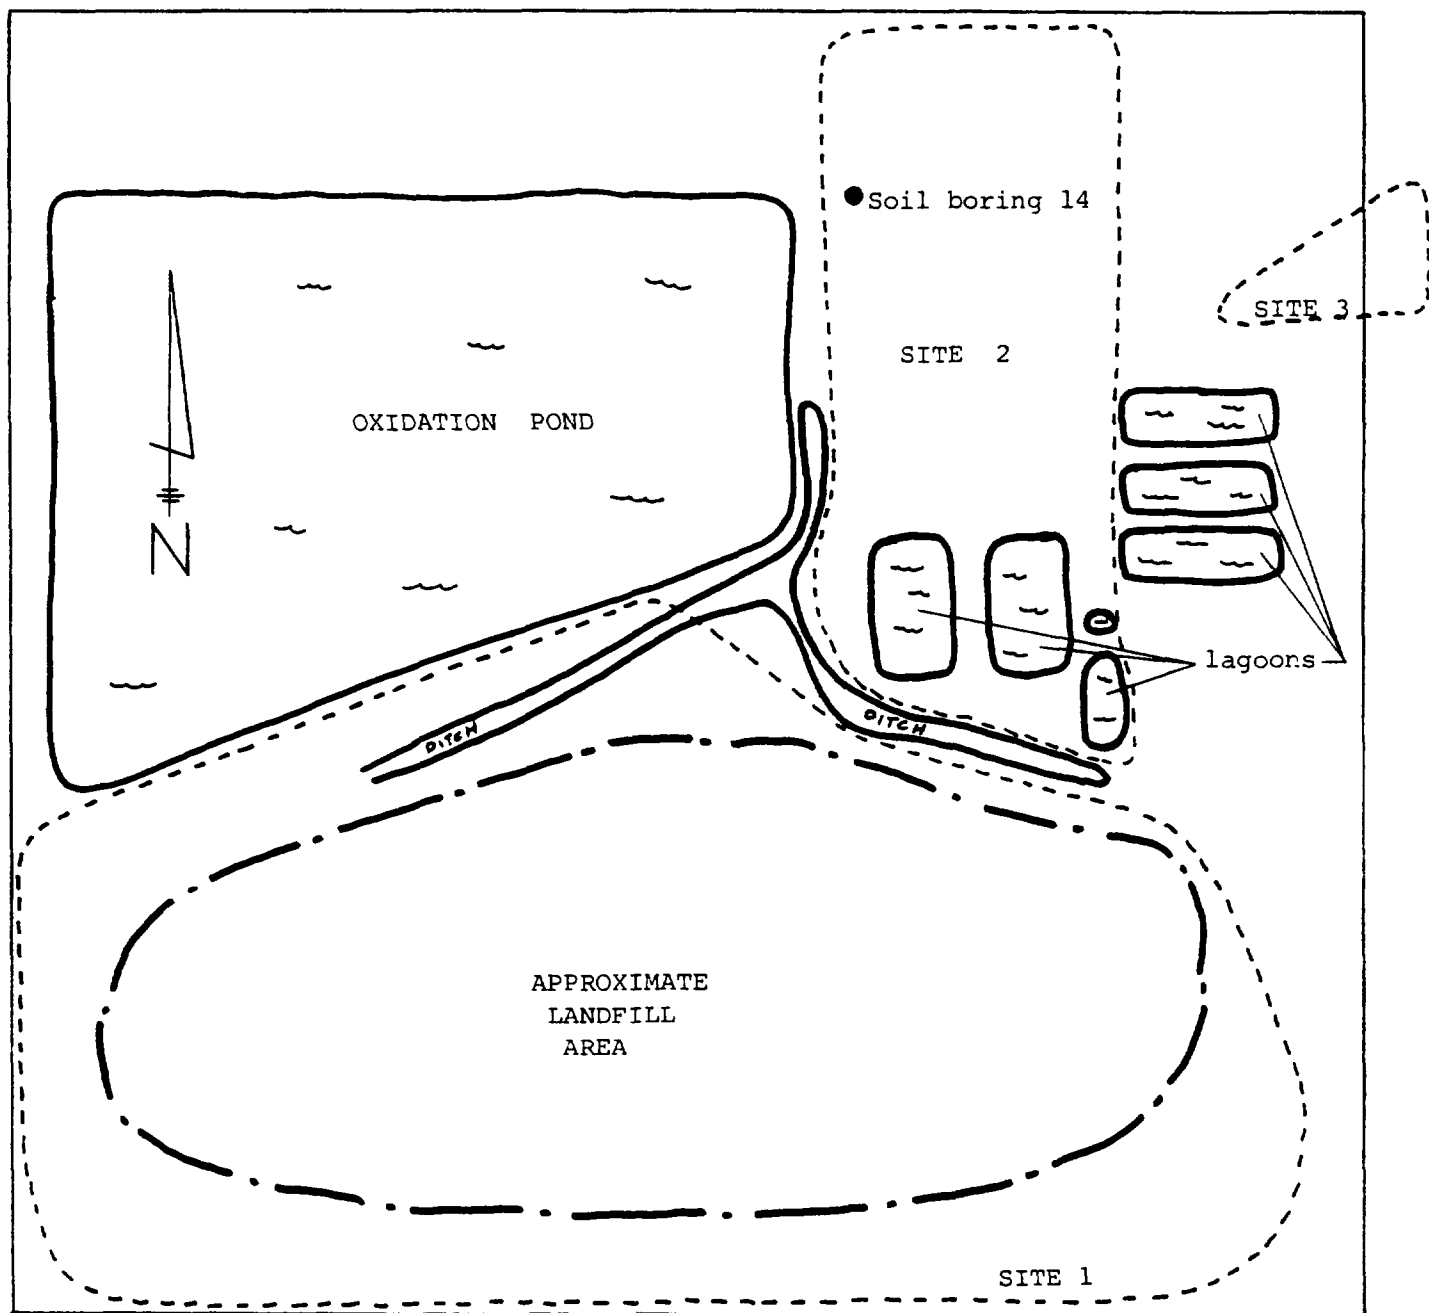 Soil boring 14
SITE 3
SITE 2
OXIDATION POND
N
lagoons
DITCH
DITCH
APPROXIMATE
LANDFILL
AREA
SITE 1